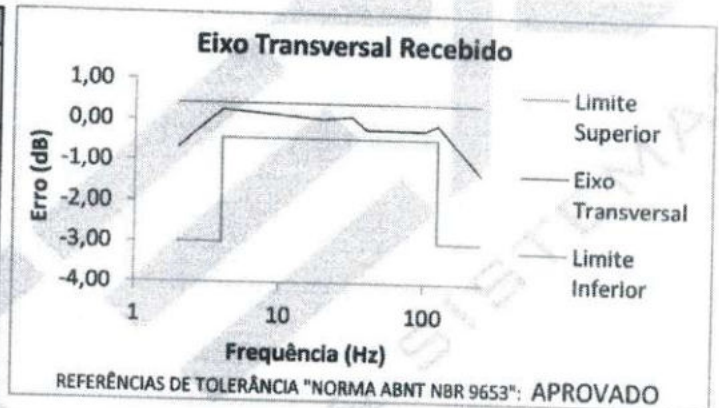 Eixo Transversal Recebido
1,00
0,00
-1,00
-2,00
-3,00
-4,00
Erro (dB)
1
10
100
Frequência (Hz)
Limite
Superior
Eixo
Transversal
Limite
Inferior
REFERÊNCIAS DE TOLERÂNCIA "NORMA ABNT NBR 9653": APROVADO
SISTEMA